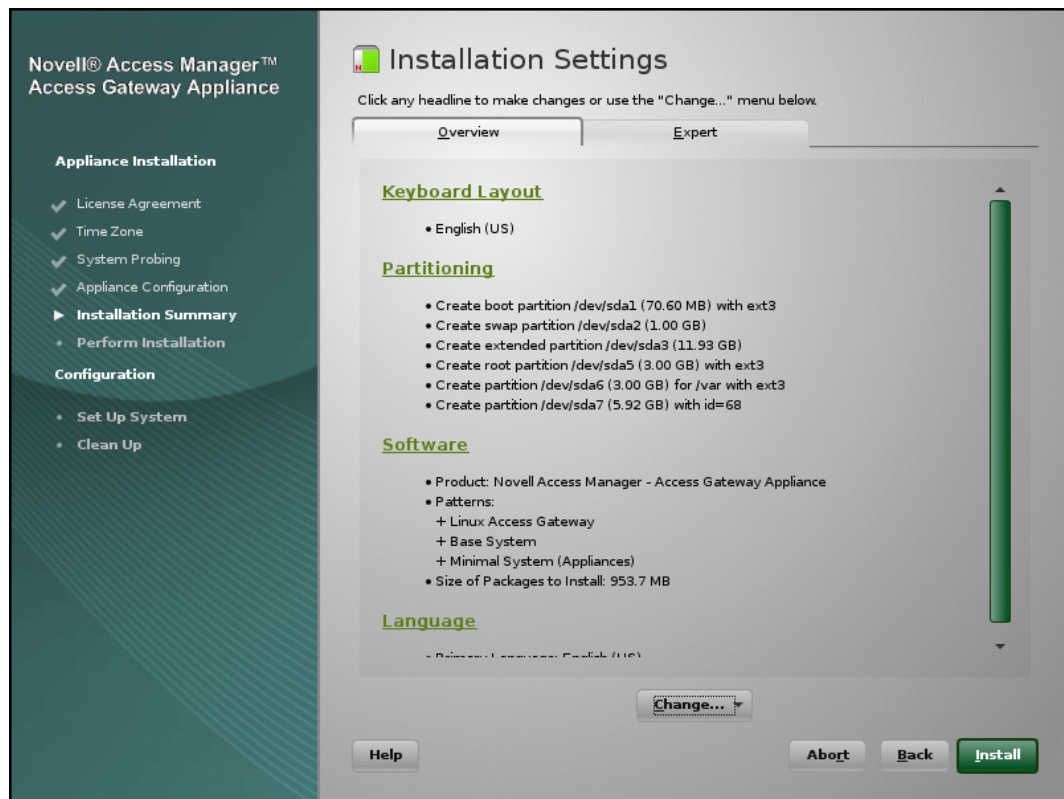 Novell® Access Manager™
Access Gateway Appliance
Appliance Installation
License Agreement
Time Zone
System Probing
Appliance Configuration
Installation Summary
Perform Installation
Configuration
Set Up System
Clean Up
N
Installation Settings
Click any headline to make changes or use the "Change..." menu below.
Overview
Expert
Keyboard Layout
• English (US)
Partitioning
• Create boot partition /dev/sda1 (70.60 MB) with ext3
• Create swap partition /dev/sda2 (1.00 GB)
• Create extended partition /dev/sda3 (11.93 GB)
• Create root partition /dev/sda5 (3.00 GB) with ext3
• Create partition /dev/sda6 (3.00 GB) for /var with ext3
• Create partition /dev/sda7 (5.92 GB) with id=68
Software
• Product: Novell Access Manager - Access Gateway Appliance
• Patterns:
+ Linux Access Gateway
+ Base System
+ Minimal System (Appliances)
• Size of Packages to Install: 953.7 MB
Language
• Primary Language: English (US)
Change...
Help
Abort
Back
Install